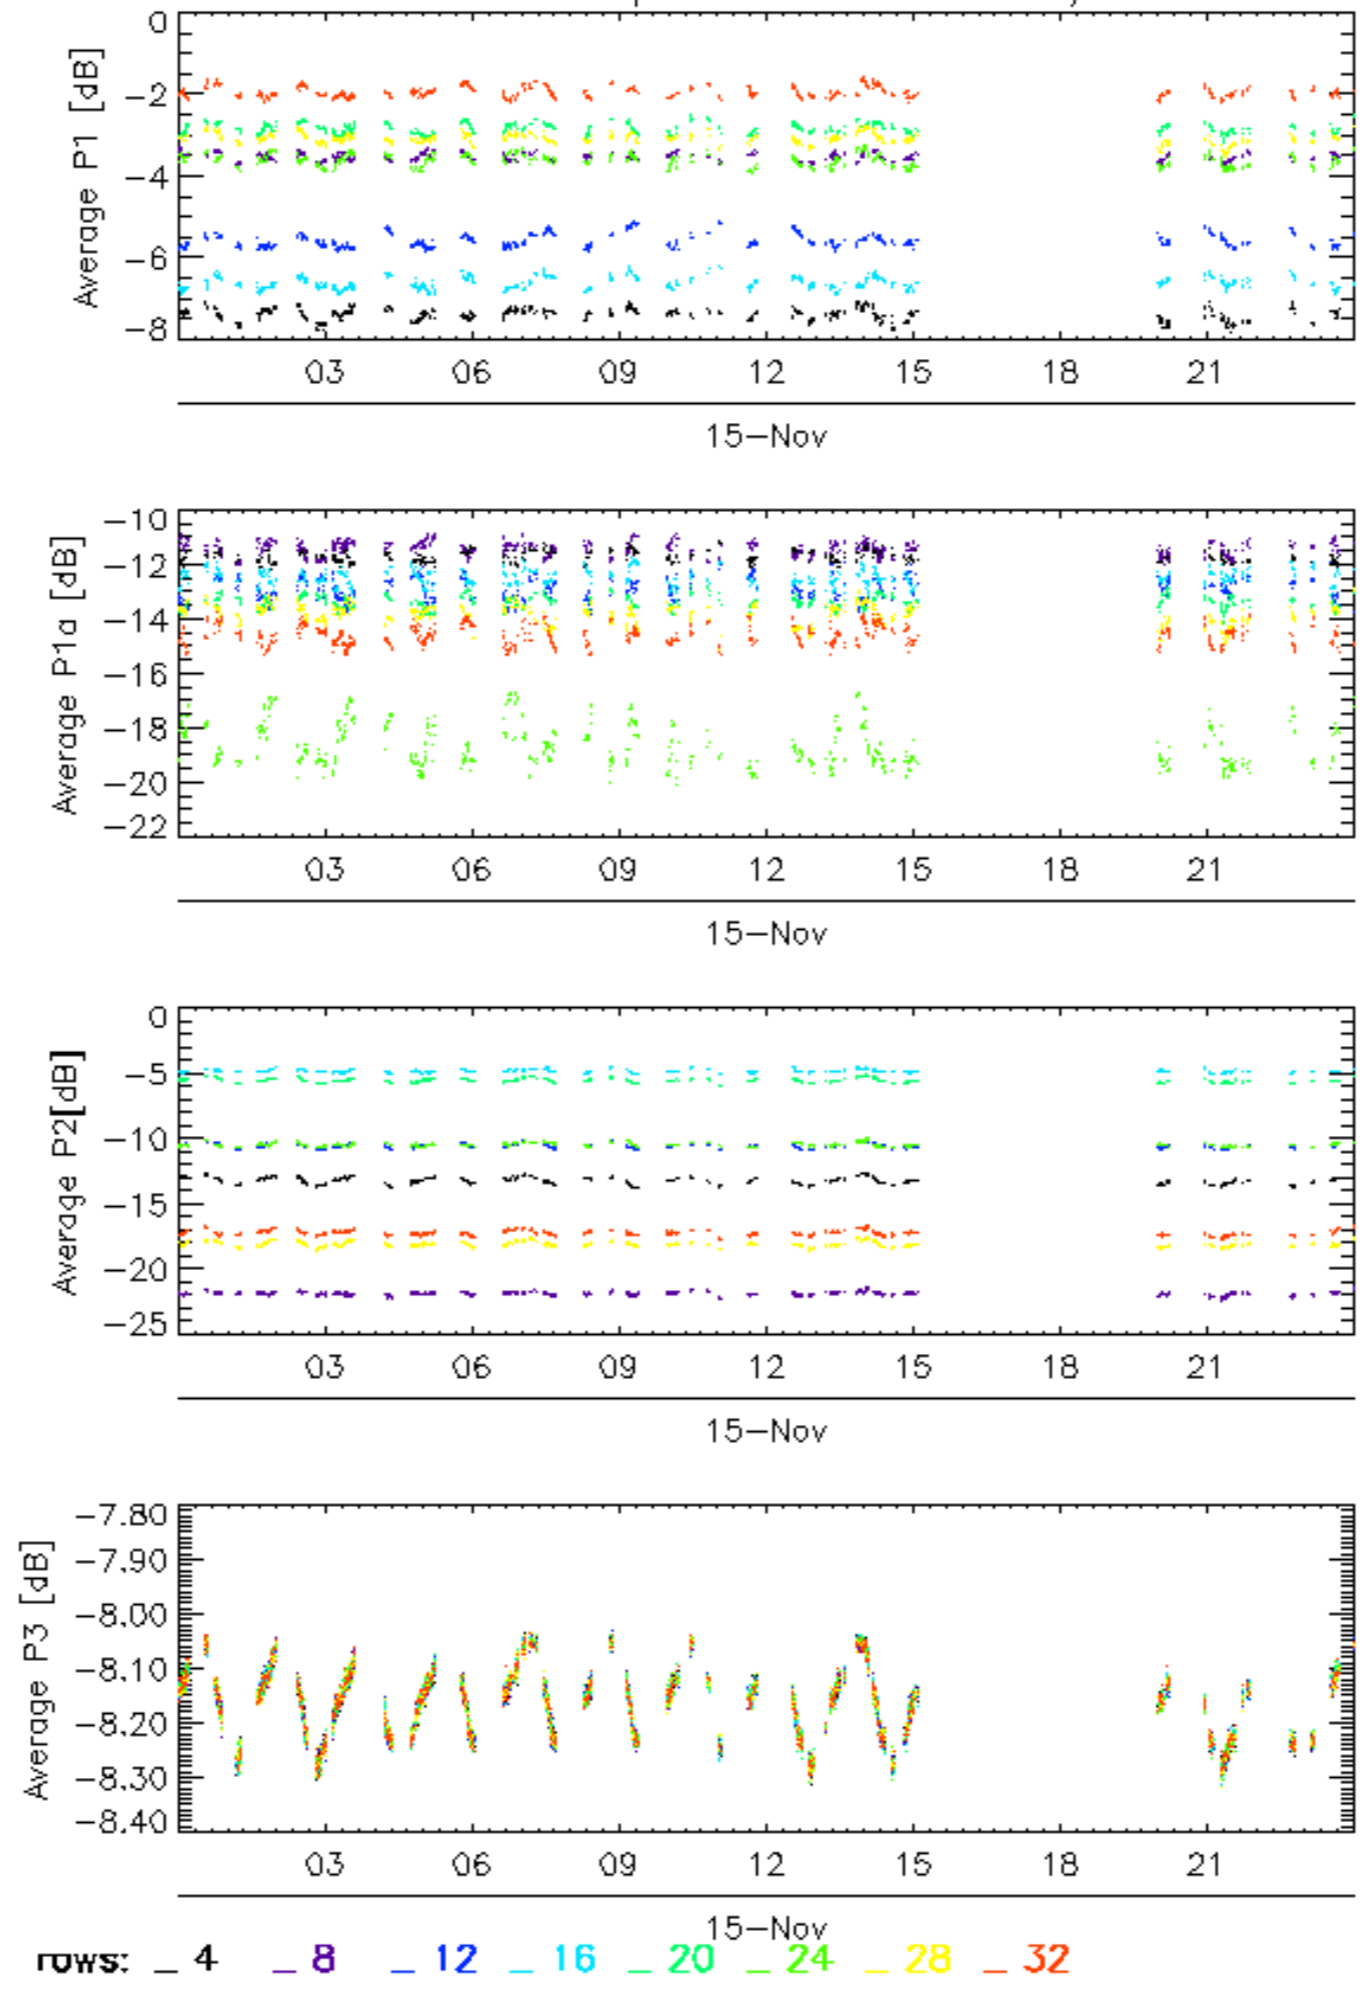 0
−2
−4
−6
−8
Average P1 [dB]
03 06 09 12 15 18 21
15−Nov
−10
−12
−14
−16
−18
−20
−22
Average P1a [dB]
03 06 09 12 15 18 21
15−Nov
0
−5
−10
−15
−20
−25
Average P2[dB]
03 06 09 12 15 18 21
15−Nov
−7.80
−7.90
−8.00
−8.10
−8.20
−8.30
−8.40
Average P3 [dB]
03 06 09 12 15 18 21
15−Nov
rows: _ 4 _ 8 _ 12 _ 16 _ 20 _ 24 _ 28 _ 32